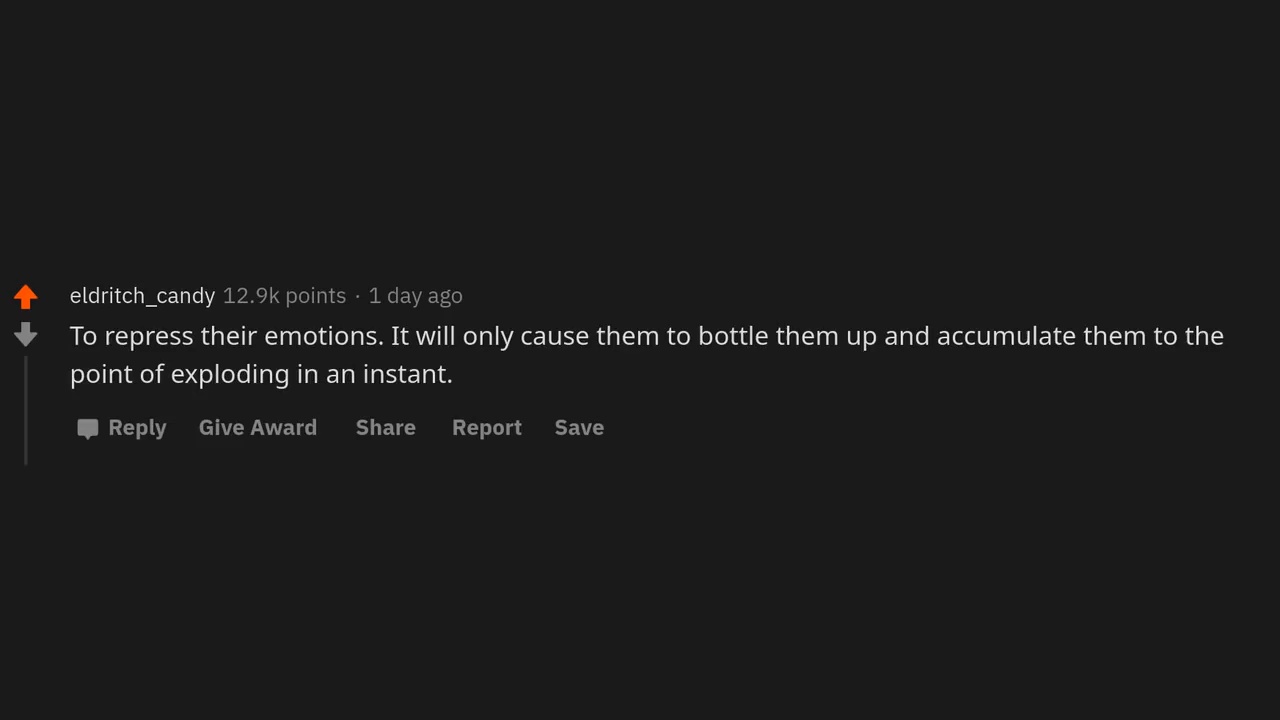 eldritch_candy 12.9k points · 1 day ago
To repress their emotions. It will only cause them to bottle them up and accumulate them to the
point of exploding in an instant.
Reply Give Award Share Report Save